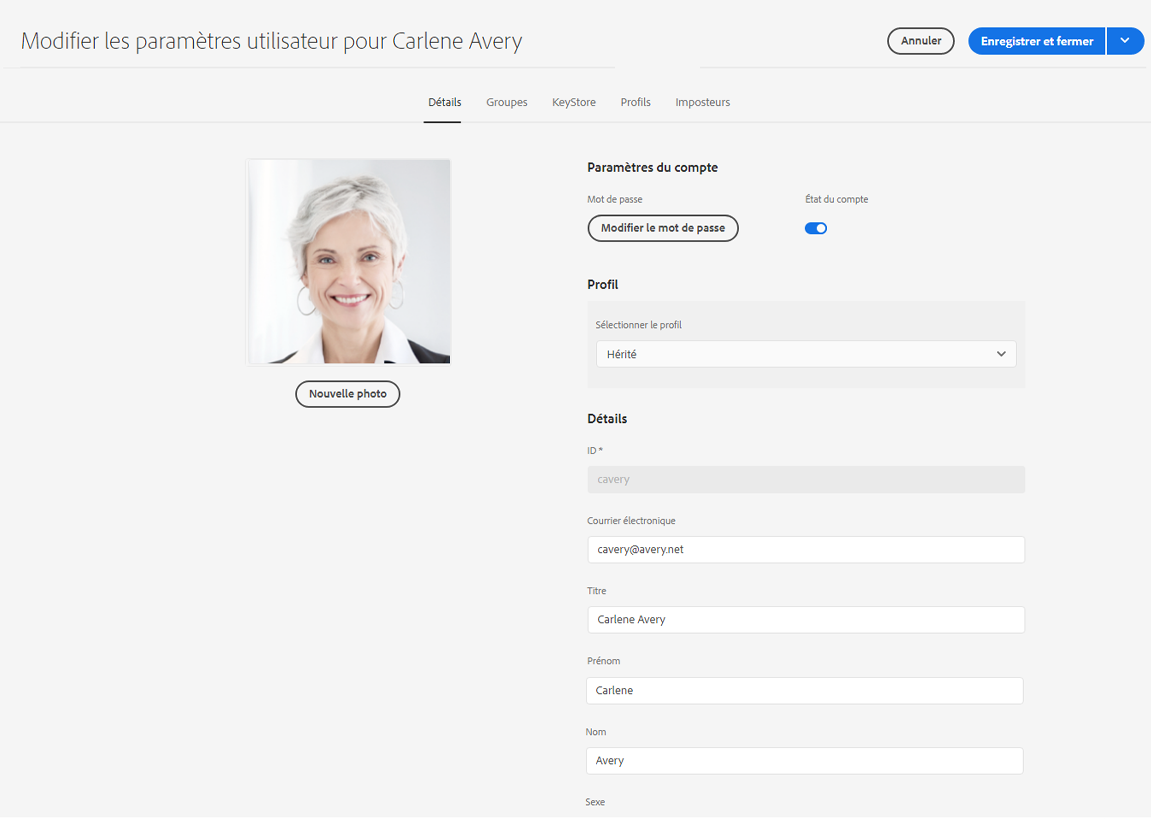 Modifier les paramètres utilisateur pour Carlene Avery
Annuler
Enregistrer et fermer
Détails
Groupes
KeyStore
Profils
Imposteurs
Nouvelle photo
Paramètres du compte
Mot de passe
État du compte
Modifier le mot de passe
Profil
Sélectionner le profil
Hérité
Détails
ID *
cavery
Courrier électronique
cavery@avery.net
Titre
Carlene Avery
Prénom
Carlene
Nom
Avery
Sexe